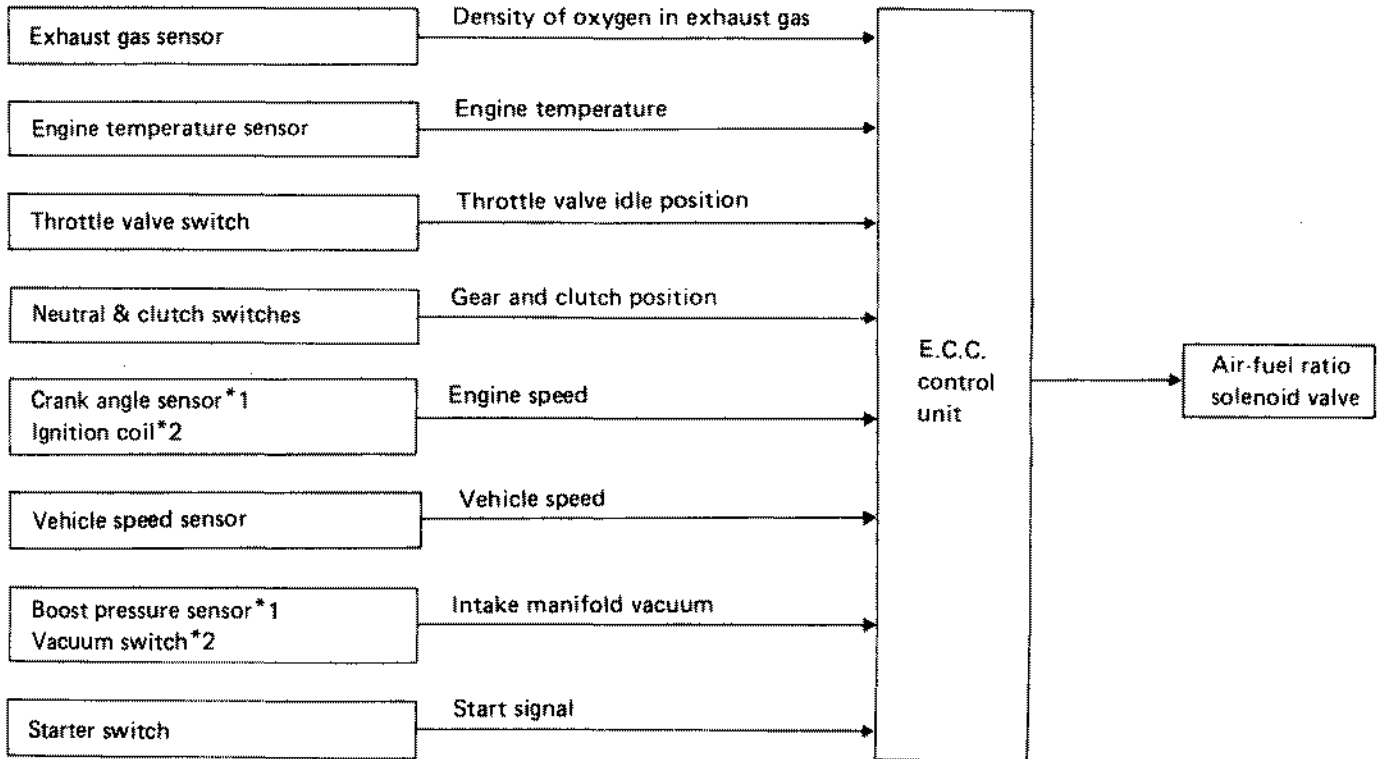 Exhaust gas sensor
Density of oxygen in exhaust gas
Engine temperature sensor
Engine temperature
Throttle valve switch
Throttle valve idle position
Neutral & clutch switches
Gear and clutch position
Crank angle sensor*1
Ignition coil*2
Engine speed
Vehicle speed sensor
Vehicle speed
Boost pressure sensor*1
Vacuum switch*2
Intake manifold vacuum
Starter switch
Start signal
E.C.C.
control
unit
Air-fuel ratio
solenoid valve